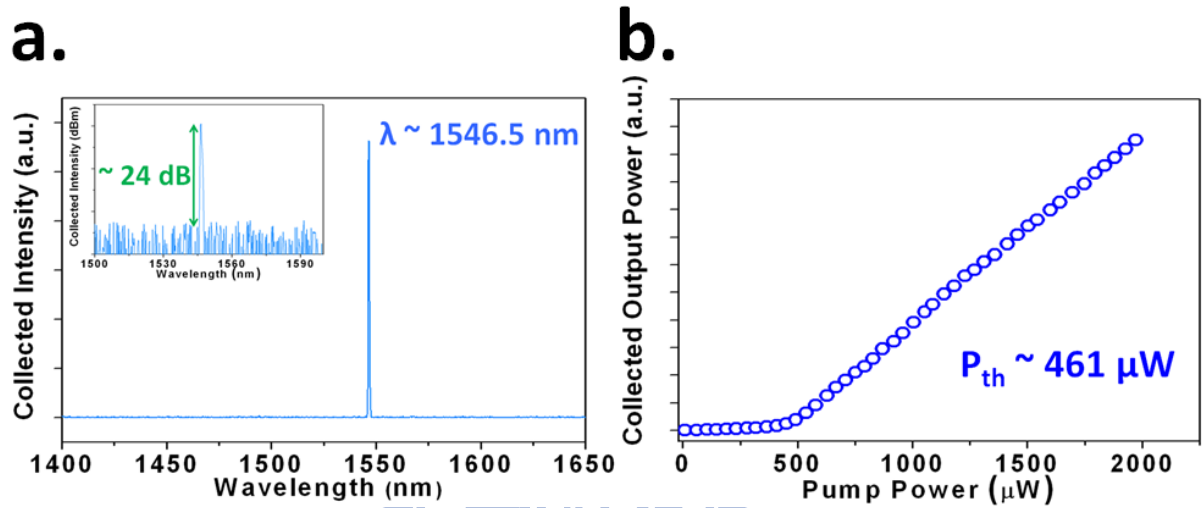 a.
Collected Intensity (a.u.)
Collected Intensity (dBm)
~ 24 dB
1500 1530 1560 1590
Wavelength (nm)
λ ~ 1546.5 nm
1400 1450 1500 1550 1600 1650
Wavelength (nm)
b.
Collected Output Power (a.u.)
Pth ~ 461 µW
0 500 1000 1500 2000
Pump Power (µW)